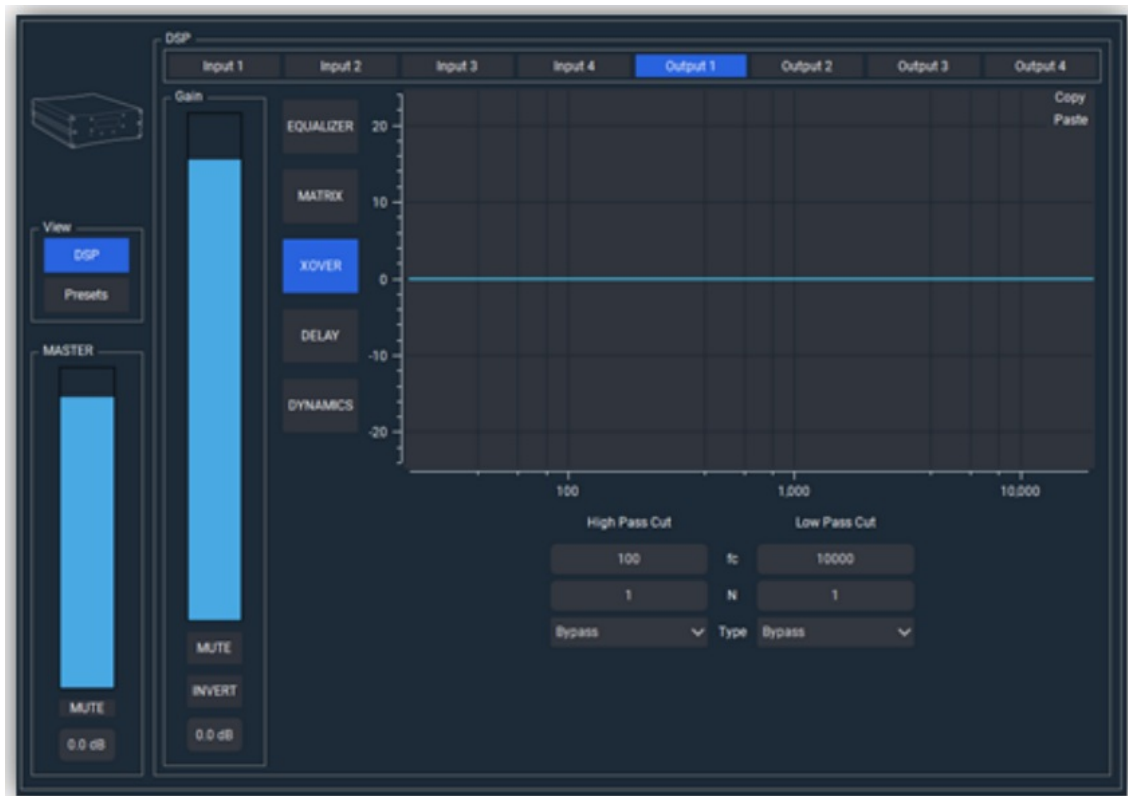 DSP
Input 1 Input 2 Input 3 Input 4 Output 1 Output 2 Output 3 Output 4
Gain
Copy
Paste
EQUALIZER
MATRIX
XOVER
DELAY
DYNAMICS
20
10
0
-10
-20
100 1,000 10,000
View
DSP
Presets
MASTER
MUTE
0.0 dB
MUTE
INVERT
0.0 dB
High Pass Cut Low Pass Cut
100 fc 10000
1 N 1
Bypass Type Bypass